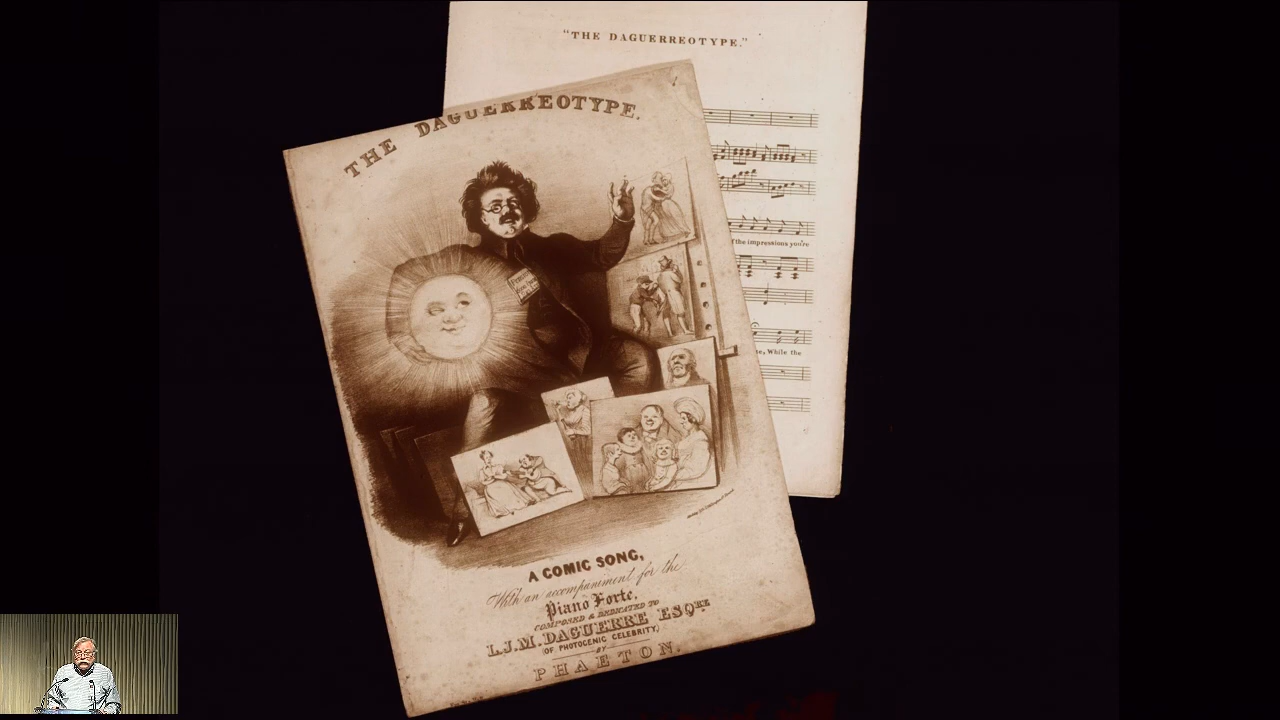 "THE DAGUERREOTYPE."
THE DAGUERREOTYPE.
f the impressions you're
se, While the
A COMIC SONG,
With an accompaniment for the
Piano Forte.
COMPOSED & DEDICATED TO
L.J.M. DAGUERRE ESQRE
(OF PHOTOGENIC CELEBRITY,)
BY
PHAETON.